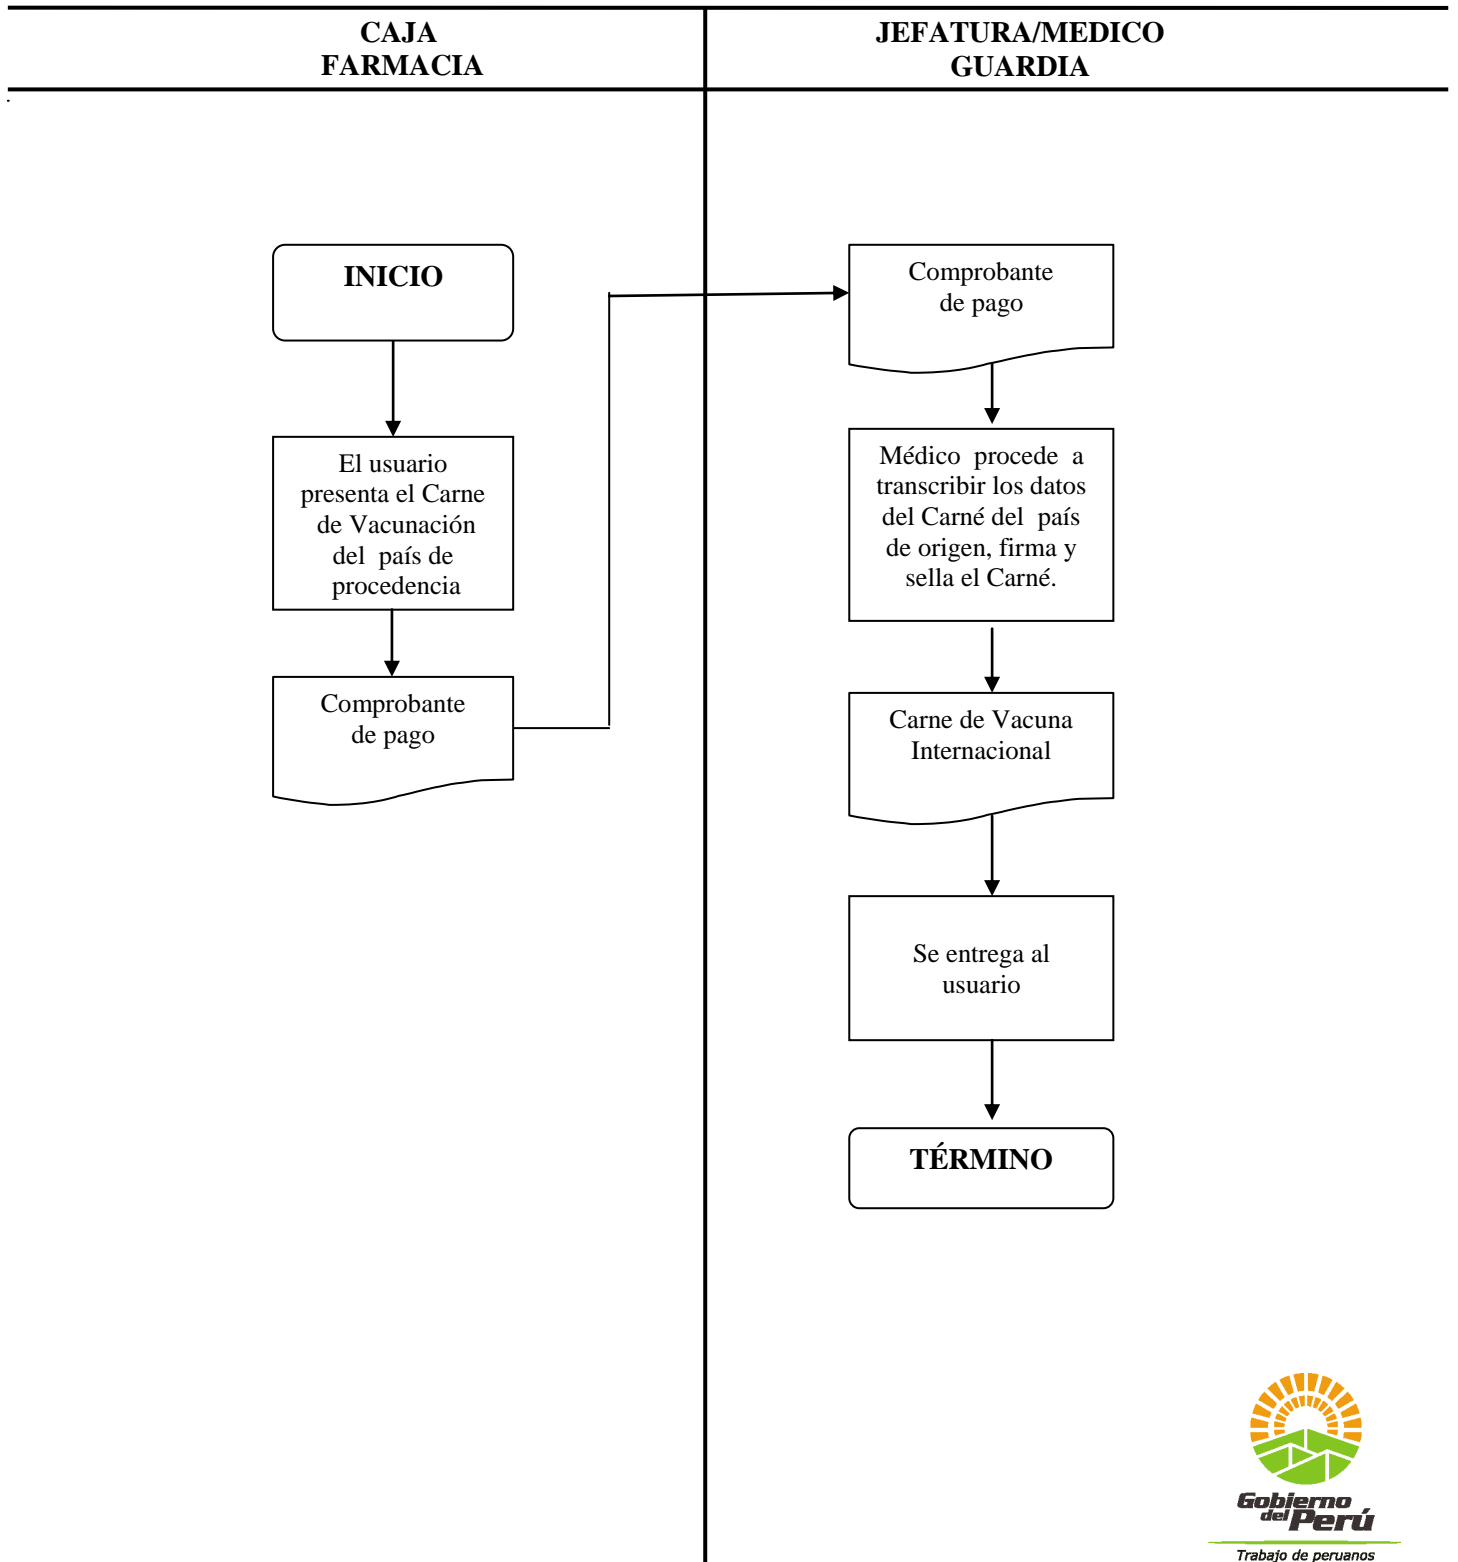 CAJA
FARMACIA
JEFATURA/MEDICO
GUARDIA
INICIO
El usuario
presenta el Carne
de Vacunación
del país de
procedencia
Comprobante
de pago
Comprobante
de pago
Médico procede a
transcribir los datos
del Carné del país
de origen, firma y
sella el Carné.
Carne de Vacuna
Internacional
Se entrega al
usuario
TÉRMINO
Gobierno
del Perú
Trabajo de peruanos